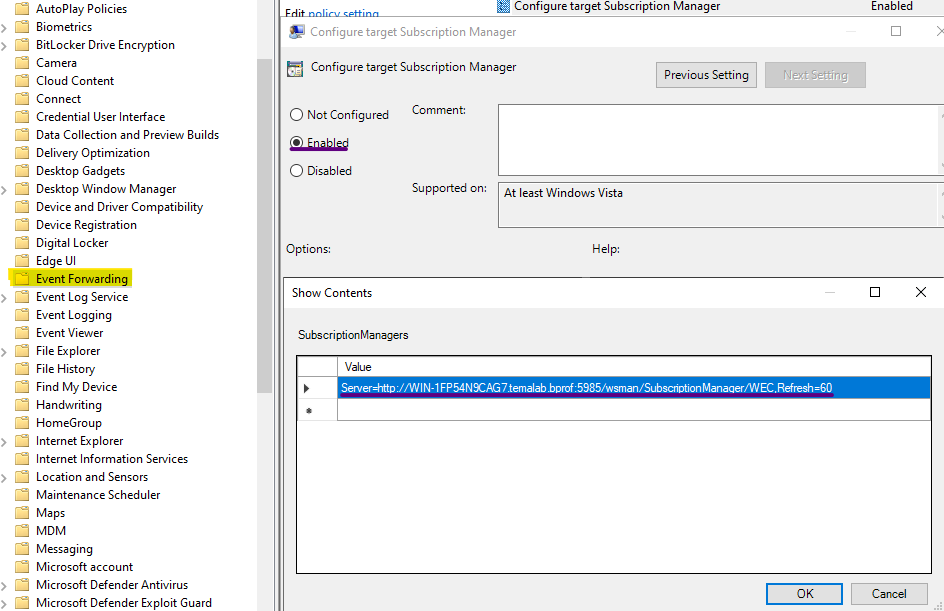 AutoPlay Policies
Biometrics
BitLocker Drive Encryption
Camera
Cloud Content
Connect
Credential User Interface
Data Collection and Preview Builds
Delivery Optimization
Desktop Gadgets
Desktop Window Manager
Device and Driver Compatibility
Device Registration
Digital Locker
Edge UI
Event Forwarding
Event Log Service
Event Logging
Event Viewer
File Explorer
File History
Find My Device
Handwriting
HomeGroup
Internet Explorer
Internet Information Services
Location and Sensors
Maintenance Scheduler
Maps
MDM
Messaging
Microsoft account
Microsoft Defender Antivirus
Microsoft Defender Exploit Guard
Edit policy setting
Configure target Subscription Manager Enabled
Configure target Subscription Manager
Configure target Subscription Manager
Previous Setting Next Setting
Not Configured
Enabled
Disabled
Comment:
Supported on:
At least Windows Vista
Options: Help:
Show Contents
SubscriptionManagers
Value
Server=http://WIN-1FP54N9CAG7.temalab.bprof:5985/wsman/SubscriptionManager/WEC,Refresh=60
OK Cancel